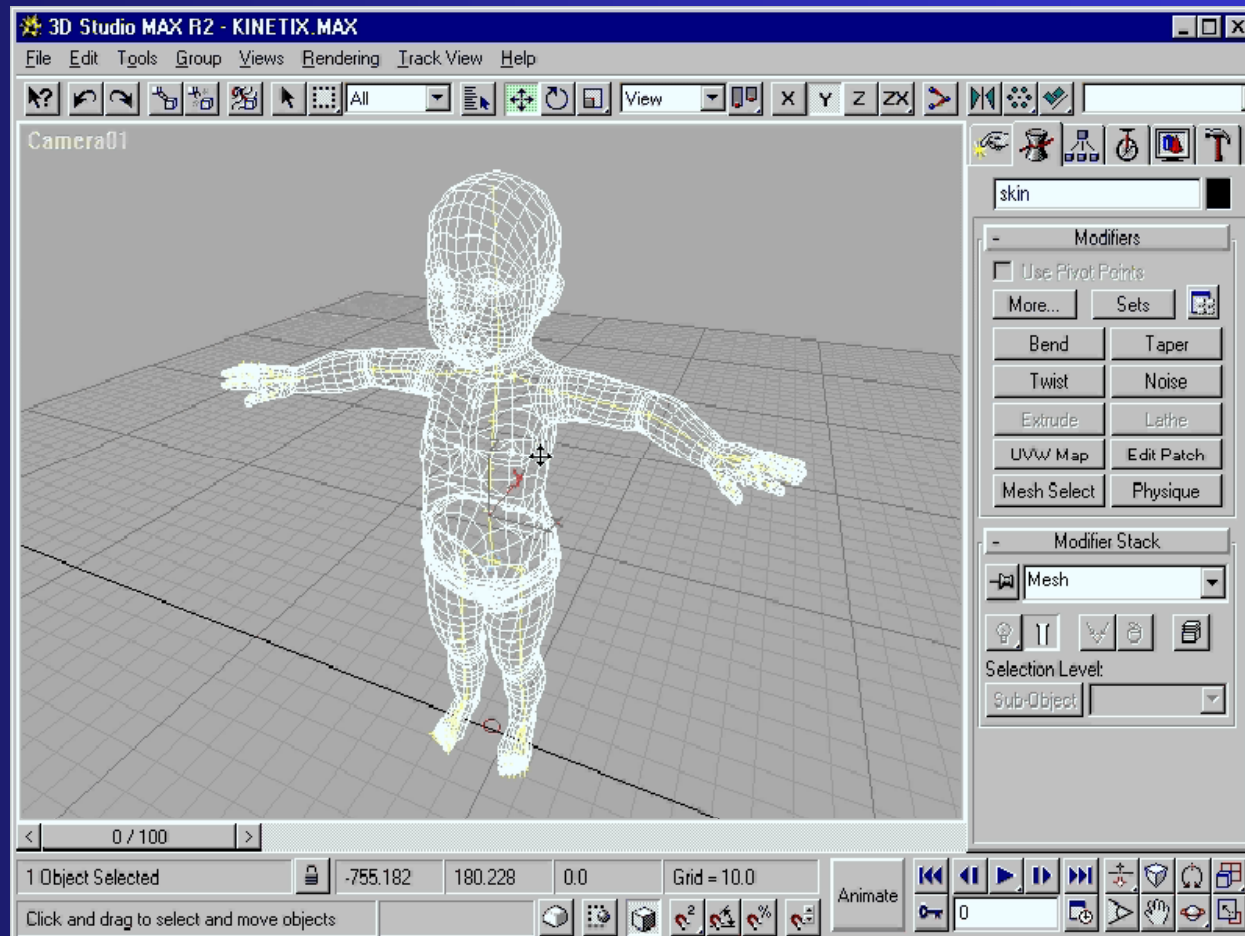 3D Studio MAX R2 - KINETIX.MAX
File Edit Tools Group Views Rendering Track View Help
All View X Y Z ZX
Camera01
skin
- Modifiers
Use Pivot Points
More... Sets
Bend Taper
Twist Noise
Extrude Lathe
UVW Map Edit Patch
Mesh Select Physique
- Modifier Stack
Mesh
Selection Level:
Sub-Object
y
x
< 0 / 100 >
1 Object Selected -755.182 180.228 0.0 Grid = 10.0
Animate
Click and drag to select and move objects
0